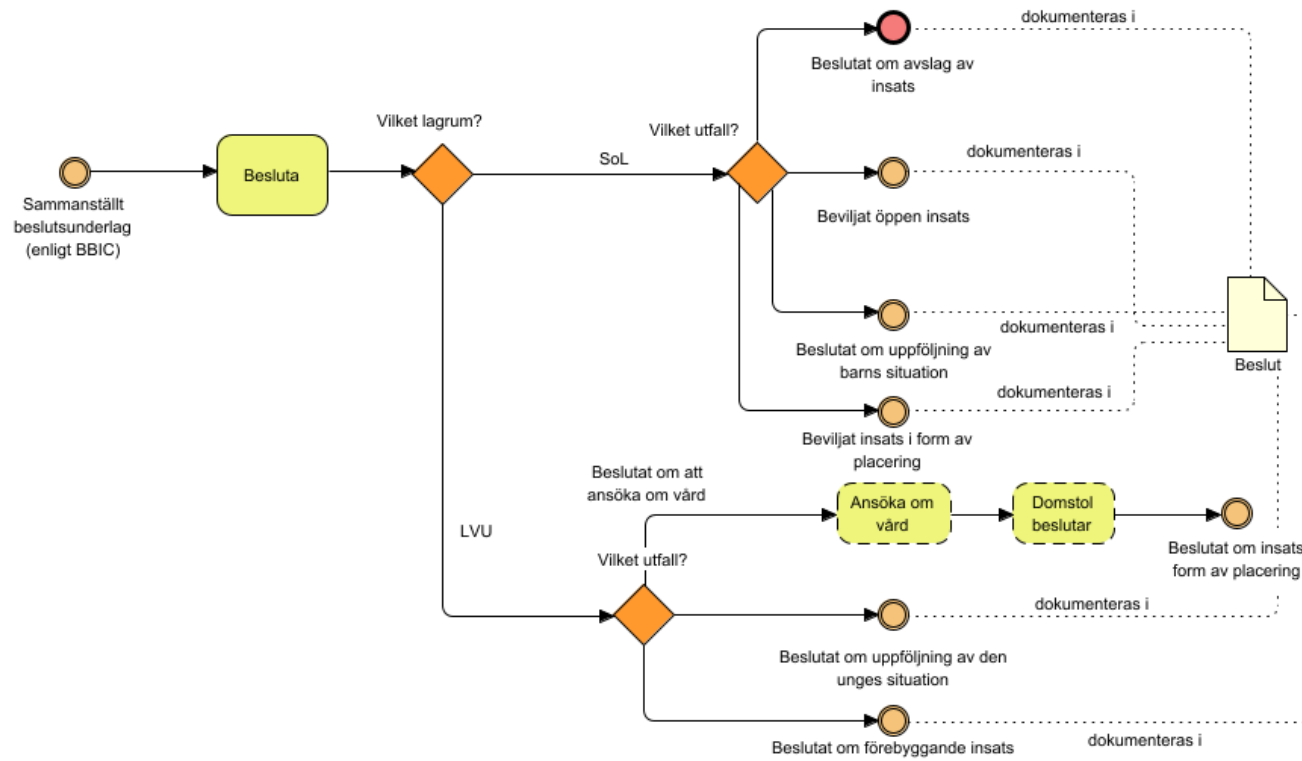 dokumenteras i
Beslutat om avslag av
insats
Vilket lagrum?
Vilket utfall?
SoL
dokumenteras i
Besluta
Sammanställt
beslutsunderlag
(enligt BBIC)
Beviljat öppen insats
dokumenteras i
Beslutat om uppföljning av
barns situation
Beslut
dokumenteras i
Beviljat insats i form av
placering
Beslutat om att
ansöka om vård
Ansöka om
vård
Domstol
beslutar
LVU
Vilket utfall?
Beslutat om insats
form av placering
dokumenteras i
Beslutat om uppföljning av den
unges situation
dokumenteras i
Beslutat om förebyggande insats